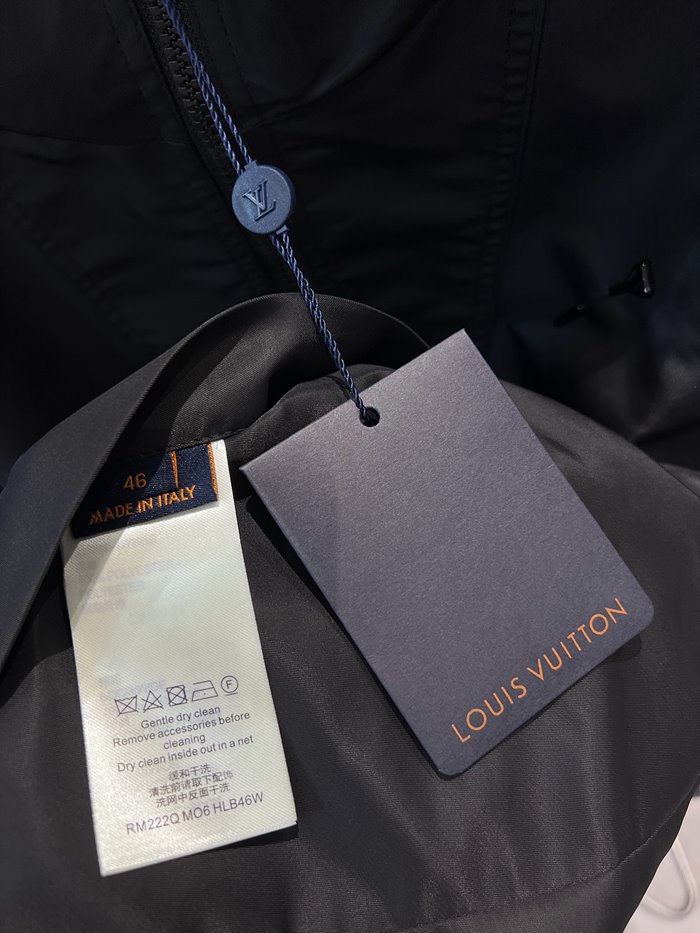 LV
46
MADE IN ITALY
LOUIS VUITTON
Gentle dry clean
Remove accessories before
cleaning
Dry clean inside out in a net
缓和干洗
清洗前请取下配饰
洗网中反面干洗
RM222Q MO6 HLB46W